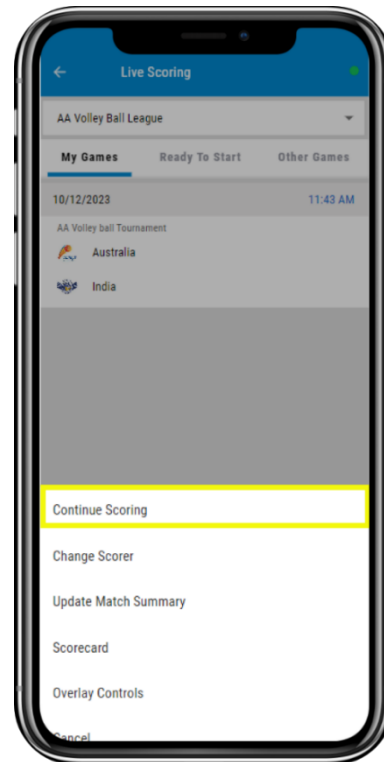 Live Scoring
AA Volley Ball League
My Games Ready To Start Other Games
10/12/2023 11:43 AM
AA Volley ball Tournament
Australia
India
Continue Scoring
Change Scorer
Update Match Summary
Scorecard
Overlay Controls
Cancel